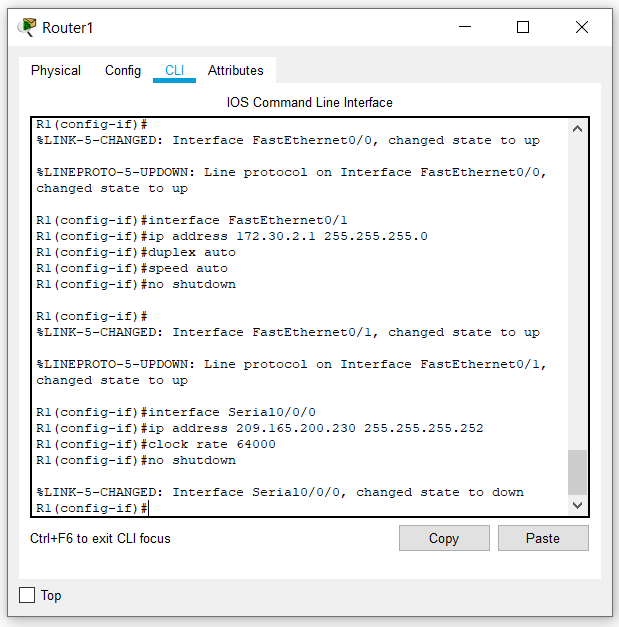 Router1
Physical Config CLI Attributes
IOS Command Line Interface
R1(config-if)#
%LINK-5-CHANGED: Interface FastEthernet0/0, changed state to up
%LINEPROTO-5-UPDOWN: Line protocol on Interface FastEthernet0/0,
changed state to up
R1(config-if)#interface FastEthernet0/1
R1(config-if)#ip address 172.30.2.1 255.255.255.0
R1(config-if)#duplex auto
R1(config-if)#speed auto
R1(config-if)#no shutdown
R1(config-if)#
%LINK-5-CHANGED: Interface FastEthernet0/1, changed state to up
%LINEPROTO-5-UPDOWN: Line protocol on Interface FastEthernet0/1,
changed state to up
R1(config-if)#interface Serial0/0/0
R1(config-if)#ip address 209.165.200.230 255.255.255.252
R1(config-if)#clock rate 64000
R1(config-if)#no shutdown
%LINK-5-CHANGED: Interface Serial0/0/0, changed state to down
R1(config-if)#
Ctrl+F6 to exit CLI focus Copy Paste
Top